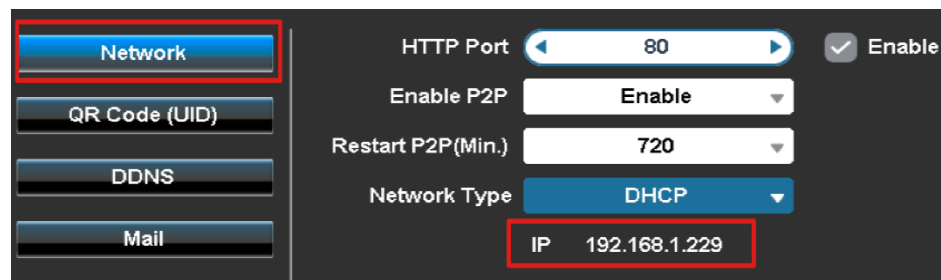 Network
QR Code (UID)
DDNS
Mail
HTTP Port 80 Enable
Enable P2P Enable
Restart P2P(Min.) 720
Network Type DHCP
IP 192.168.1.229